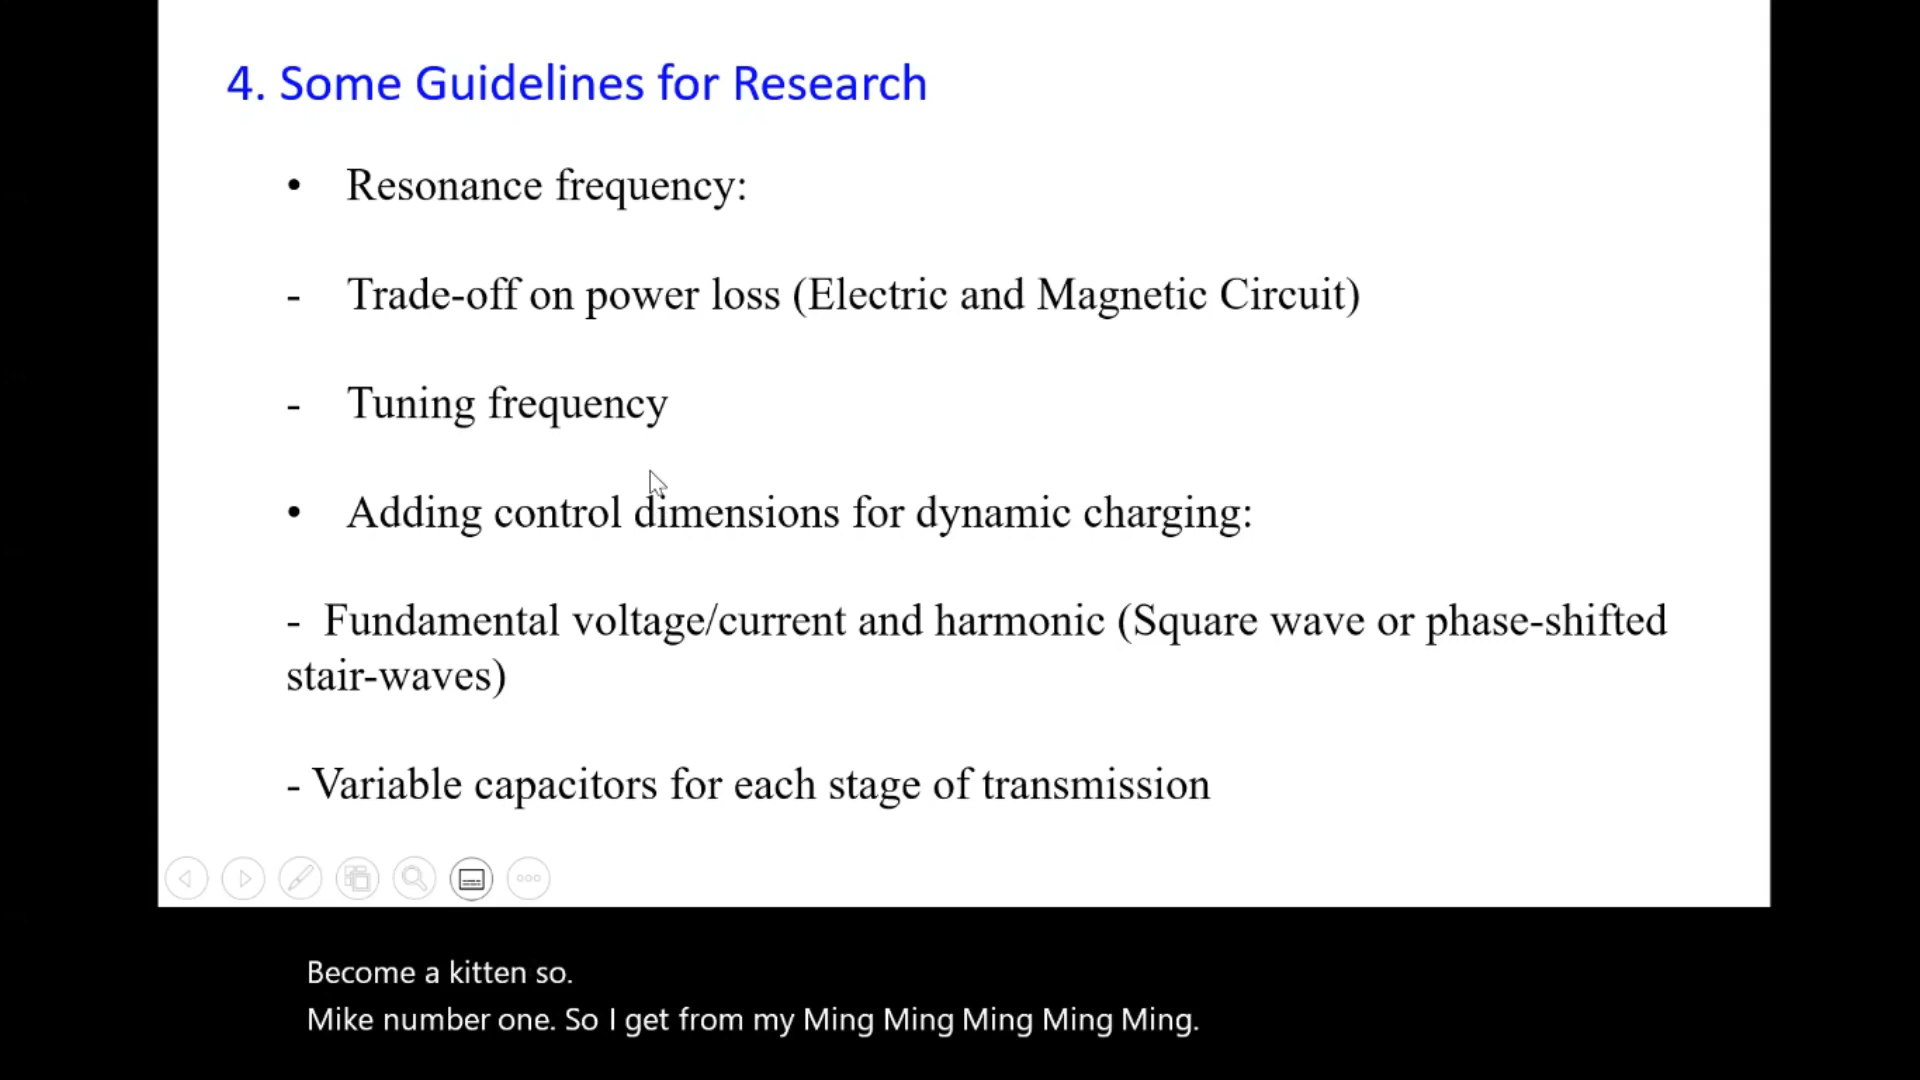 4. Some Guidelines for Research
• Resonance frequency:
- Trade-off on power loss (Electric and Magnetic Circuit)
- Tuning frequency
• Adding control dimensions for dynamic charging:
- Fundamental voltage/current and harmonic (Square wave or phase-shifted
stair-waves)
- Variable capacitors for each stage of transmission
Become a kitten so.
Mike number one. So I get from my Ming Ming Ming Ming Ming.